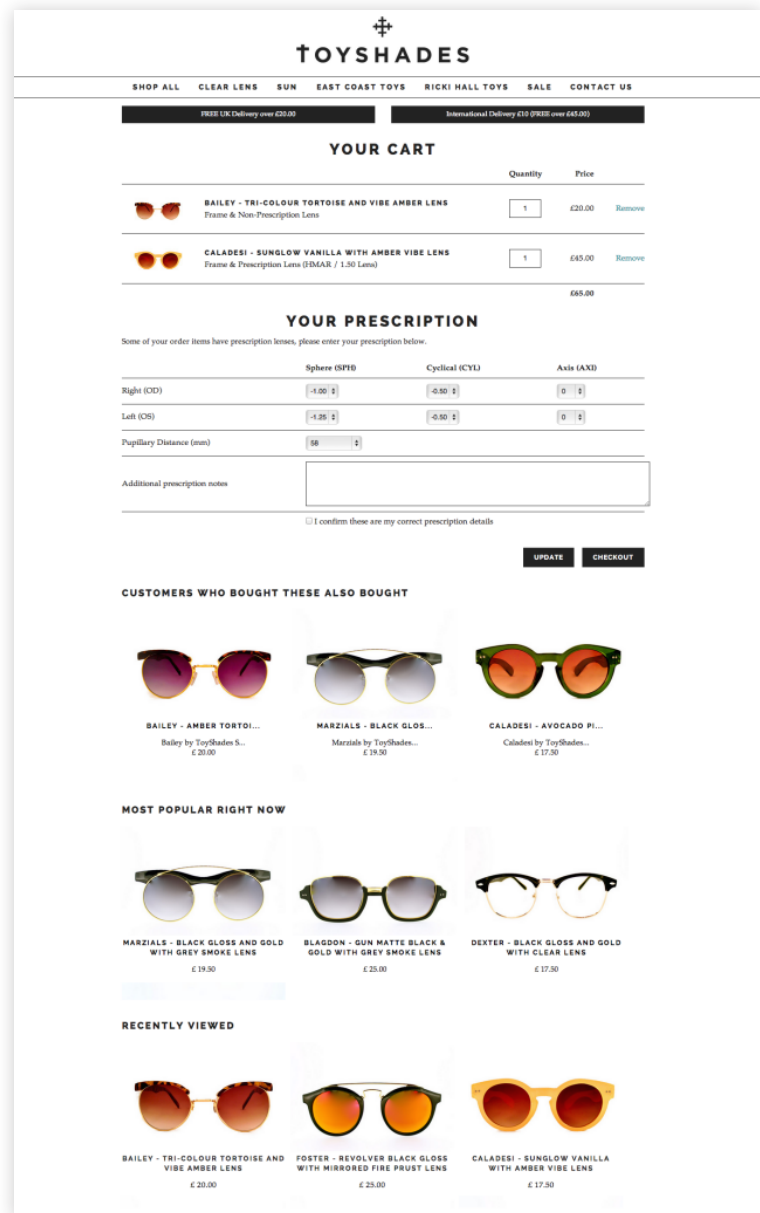 TOYSHADES
SHOP ALL CLEAR LENS SUN EAST COAST TOYS RICKI HALL TOYS SALE CONTACT US
FREE UK Delivery over £20.00 International Delivery £10 (FREE over £45.00)
YOUR CART
Quantity Price
BAILEY - TRI-COLOUR TORTOISE AND VIBE AMBER LENS
Frame & Non-Prescription Lens
1 £20.00 Remove
CALADESI - SUNGLOW VANILLA WITH AMBER VIBE LENS
Frame & Prescription Lens (HMAR / 1.50 Lens)
1 £45.00 Remove
£65.00
YOUR PRESCRIPTION
Some of your order items have prescription lenses, please enter your prescription below.
Sphere (SPH) Cyclical (CYL) Axis (AXI)
Right (OD) -1.00 -0.50 0
Left (OS) -1.25 -0.50 0
Pupillary Distance (mm) 58
Additional prescription notes
I confirm these are my correct prescription details
UPDATE CHECKOUT
CUSTOMERS WHO BOUGHT THESE ALSO BOUGHT
BAILEY - AMBER TORTOI... MARZIALS - BLACK GLOS... CALADESI - AVOCADO PI...
Bailey by ToyShades S... Marzials by ToyShades... Caladesi by ToyShades...
£ 20.00 £ 19.50 £ 17.50
MOST POPULAR RIGHT NOW
MARZIALS - BLACK GLOSS AND GOLD BLAGDON - GUN MATTE BLACK & DEXTER - BLACK GLOSS AND GOLD
WITH GREY SMOKE LENS GOLD WITH GREY SMOKE LENS WITH CLEAR LENS
£ 19.50 £ 25.00 £ 17.50
RECENTLY VIEWED
BAILEY - TRI-COLOUR TORTOISE AND FOSTER - REVOLVER BLACK GLOSS CALADESI - SUNGLOW VANILLA
VIBE AMBER LENS WITH MIRRORED FIRE PRUST LENS WITH AMBER VIBE LENS
£ 20.00 £ 25.00 £ 17.50